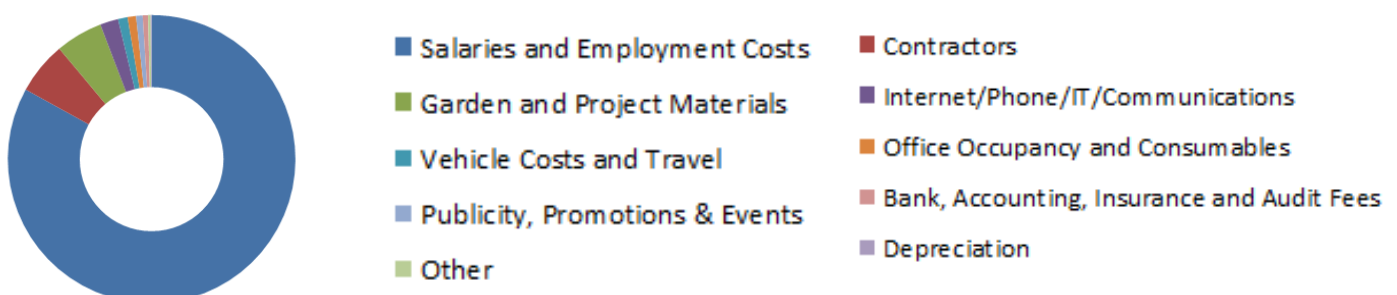 Salaries and Employment Costs
Contractors
Garden and Project Materials
Internet/Phone/IT/Communications
Vehicle Costs and Travel
Office Occupancy and Consumables
Publicity, Promotions & Events
Bank, Accounting, Insurance and Audit Fees
Other
Depreciation